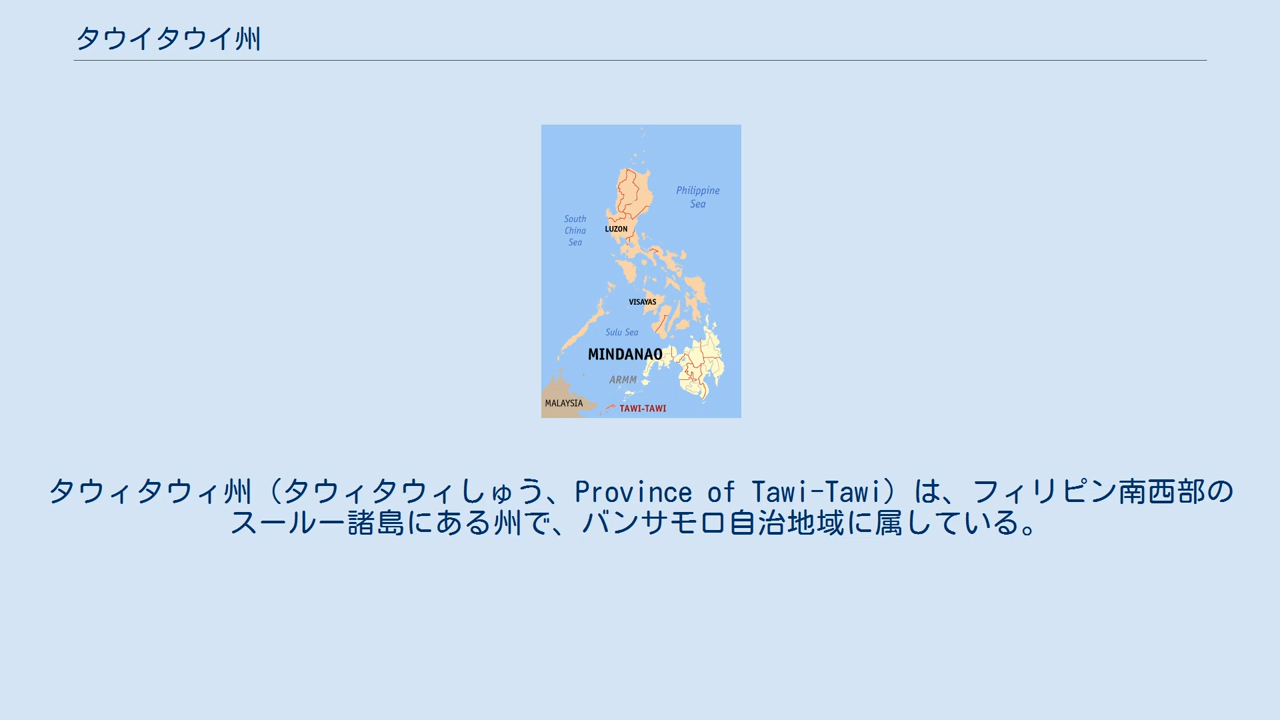 タウイタウイ州
Philippine
Sea
South
China
Sea
LUZON
VISAYAS
Sulu Sea
MINDANAO
ARMM
MALAYSIA
TAWI-TAWI
タウィタウィ州（タウィタウィしゅう、Province of Tawi-Tawi）は、フィリピン南西部の
スールー諸島にある州で、バンサモロ自治地域に属している。